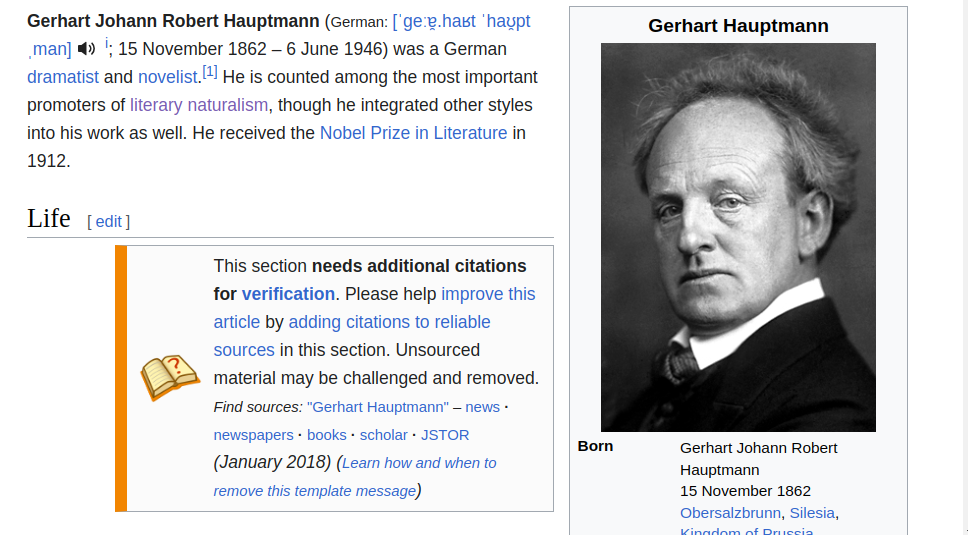 Gerhart Johann Robert Hauptmann (German: [ˈɡeːɐ̯.haʁt ˈhaʊ̯pt
ˌman] i; 15 November 1862 – 6 June 1946) was a German
dramatist and novelist.[1] He is counted among the most important
promoters of literary naturalism, though he integrated other styles
into his work as well. He received the Nobel Prize in Literature in
1912.
Life [ edit ]
This section needs additional citations
for verification. Please help improve this
article by adding citations to reliable
sources in this section. Unsourced
material may be challenged and removed.
Find sources: "Gerhart Hauptmann" – news ·
newspapers · books · scholar · JSTOR
(January 2018) (Learn how and when to
remove this template message)
Gerhart Hauptmann
Born Gerhart Johann Robert
Hauptmann
15 November 1862
Obersalzbrunn, Silesia,
Kingdom of Prussia